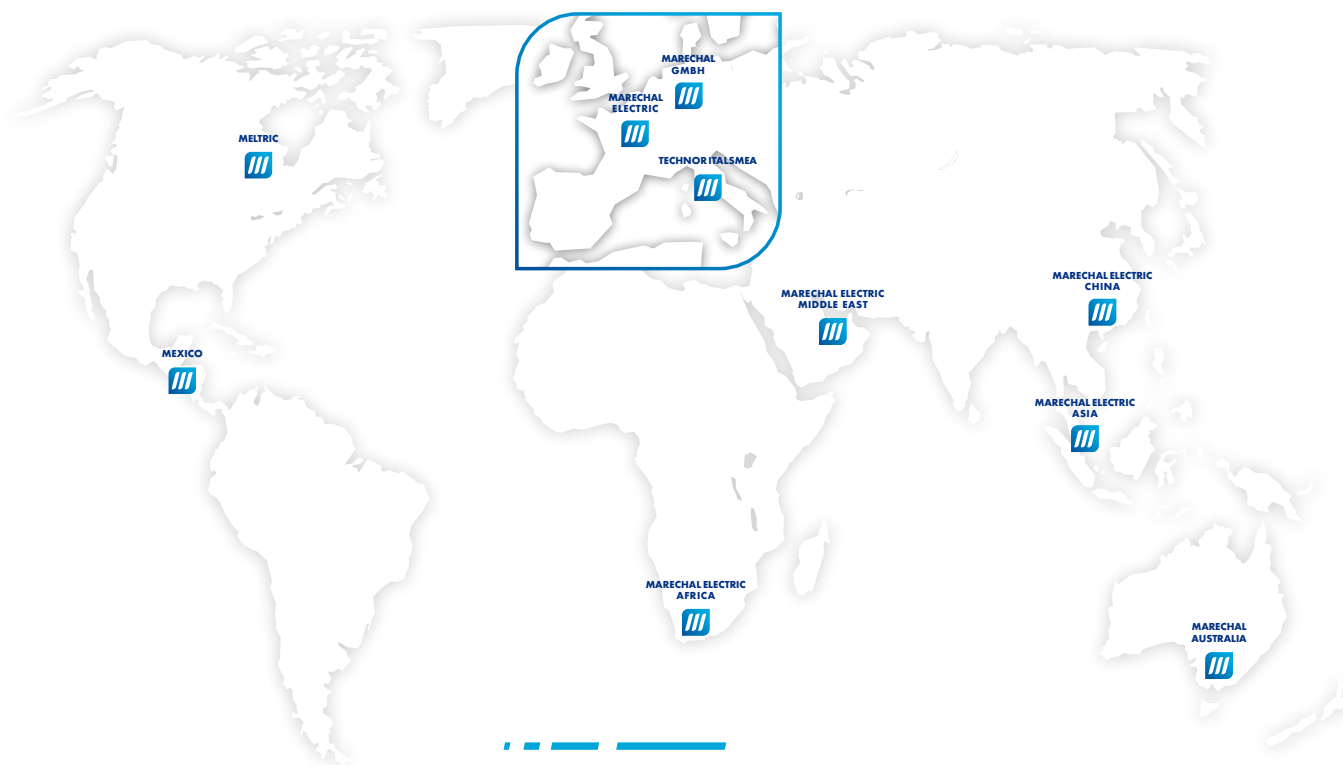 MARECHAL
GMBH
MARECHAL
ELECTRIC
MELTRIC
TECHNOR ITALSMEA
MARECHAL ELECTRIC
CHINA
MARECHAL ELECTRIC
MIDDLE EAST
MEXICO
MARECHAL ELECTRIC
ASIA
MARECHAL ELECTRIC
AFRICA
MARECHAL
AUSTRALIA